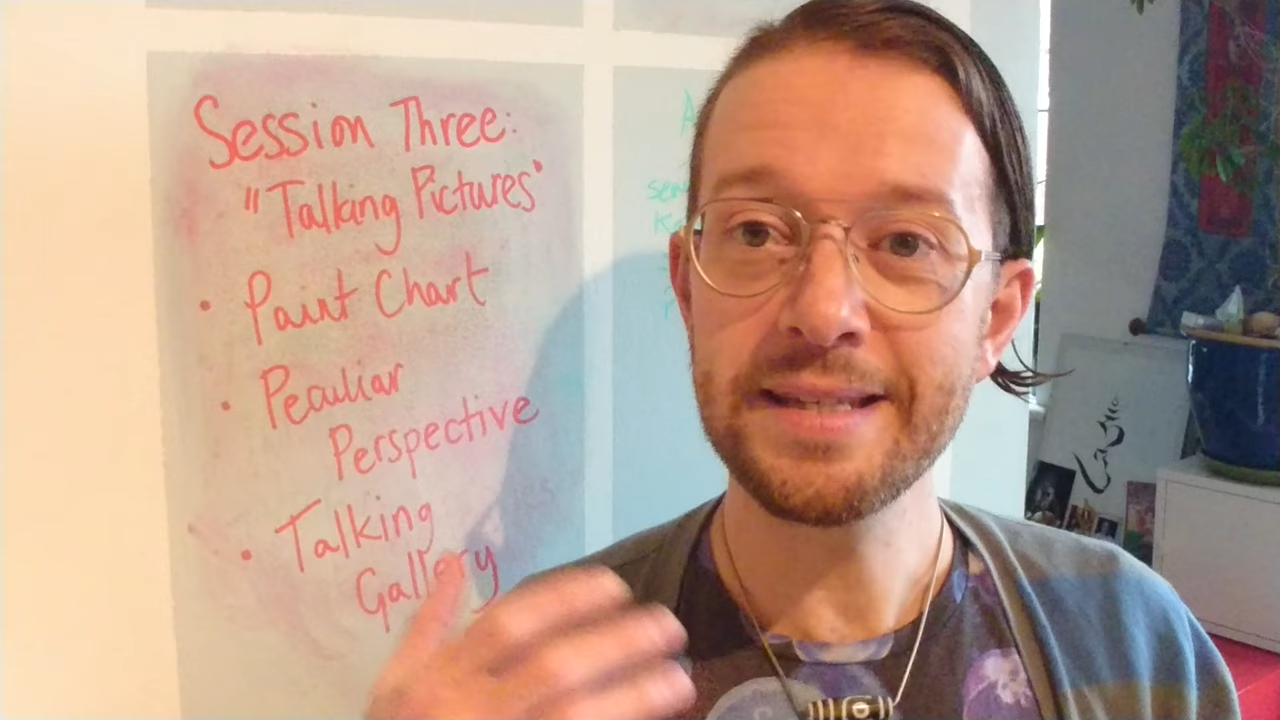 Session Three:
"Talking Pictures"
• Paint Chart
• Peculiar
Perspective
• Talking
Gallery